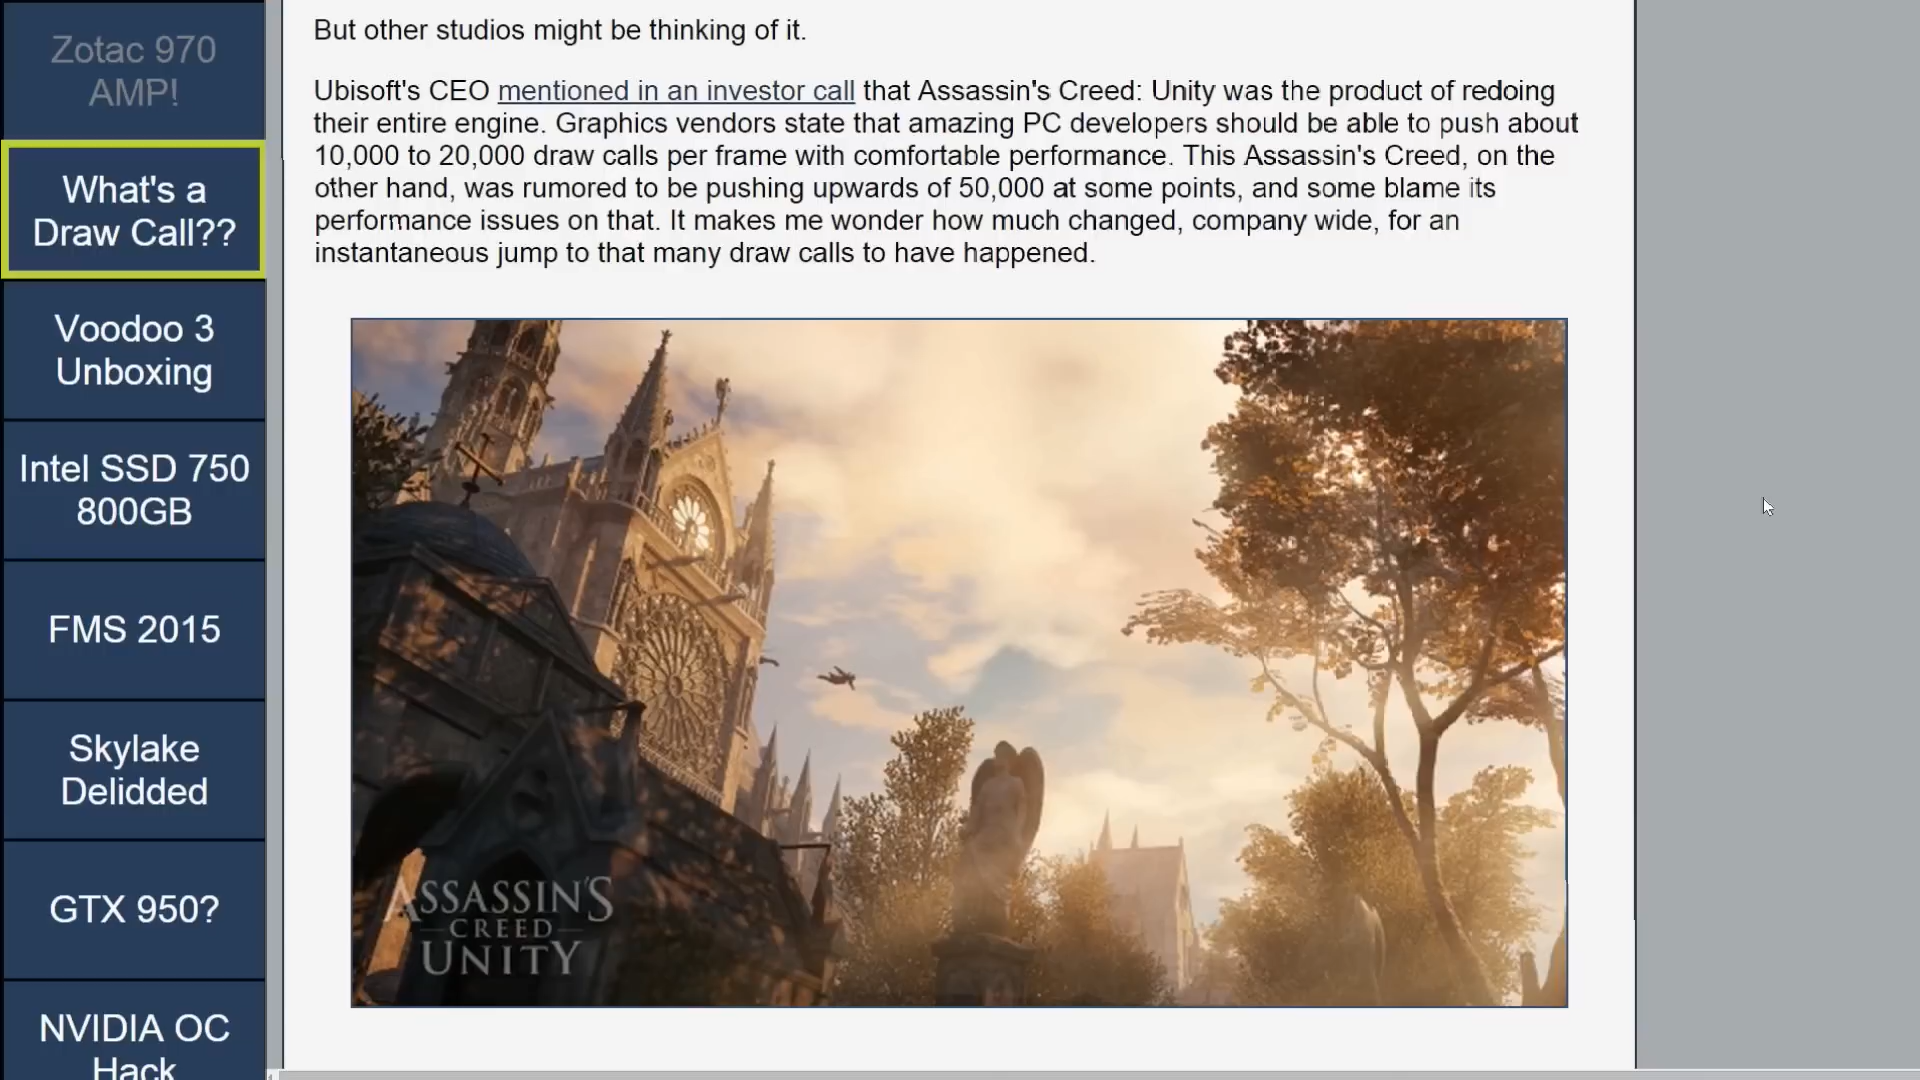 Zotac 970
AMP!
What's a
Draw Call??
Voodoo 3
Unboxing
Intel SSD 750
800GB
FMS 2015
Skylake
Delidded
GTX 950?
NVIDIA OC
Hack
But other studios might be thinking of it.
Ubisoft's CEO mentioned in an investor call that Assassin's Creed: Unity was the product of redoing
their entire engine. Graphics vendors state that amazing PC developers should be able to push about
10,000 to 20,000 draw calls per frame with comfortable performance. This Assassin's Creed, on the
other hand, was rumored to be pushing upwards of 50,000 at some points, and some blame its
performance issues on that. It makes me wonder how much changed, company wide, for an
instantaneous jump to that many draw calls to have happened.
ASSASSIN'S
CREED
UNITY